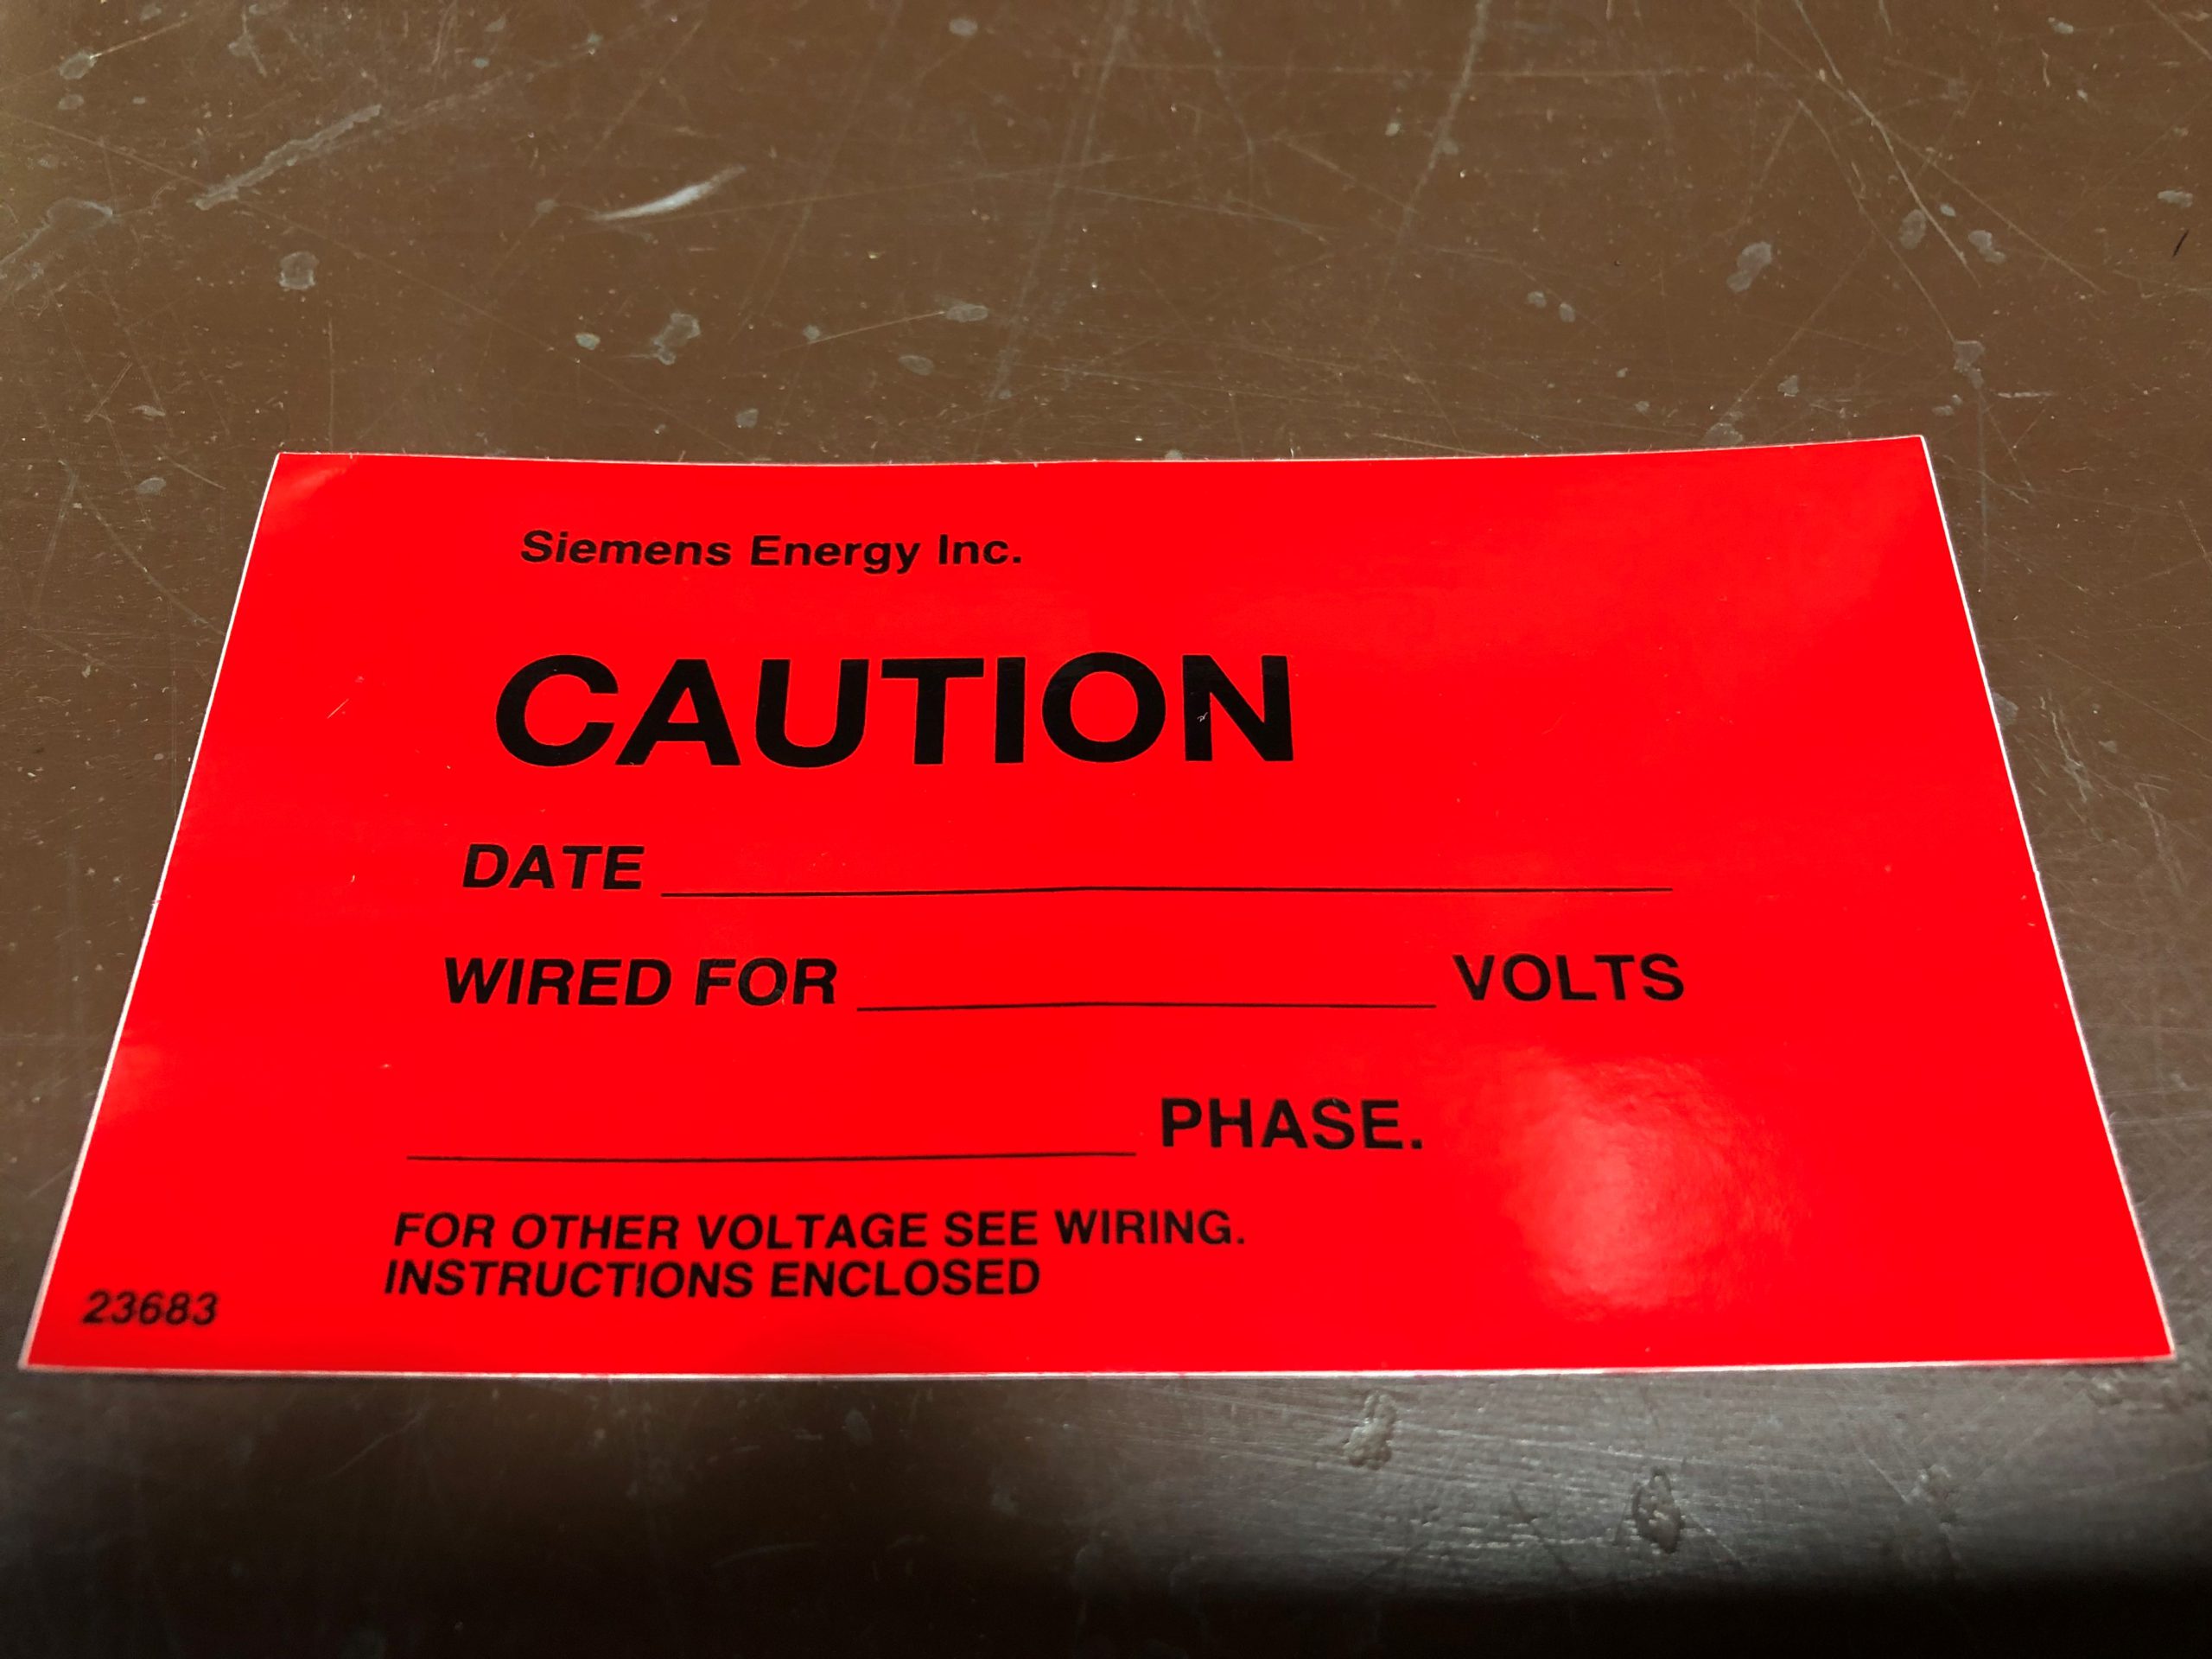 Siemens Energy Inc.
CAUTION
DATE
WIRED FOR VOLTS
PHASE.
FOR OTHER VOLTAGE SEE WIRING.
INSTRUCTIONS ENCLOSED
23683